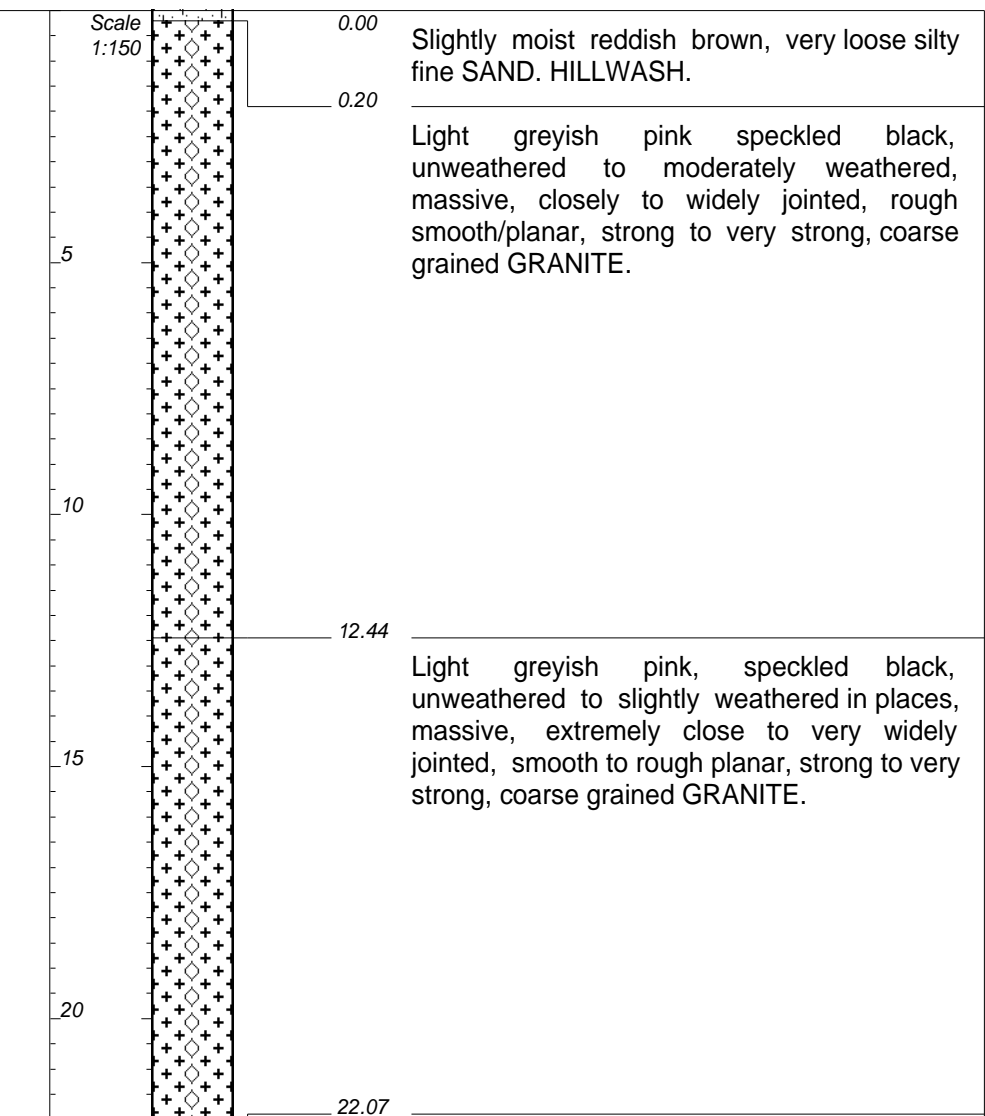 Scale
1:150
0.00
Slightly moist reddish brown, very loose silty
fine SAND. HILLWASH.
0.20
Light greyish pink speckled black,
unweathered to moderately weathered,
massive, closely to widely jointed, rough
smooth/planar, strong to very strong, coarse
grained GRANITE.
5
10
12.44
Light greyish pink, speckled black,
unweathered to slightly weathered in places,
massive, extremely close to very widely
jointed, smooth to rough planar, strong to very
strong, coarse grained GRANITE.
15
20
22.07